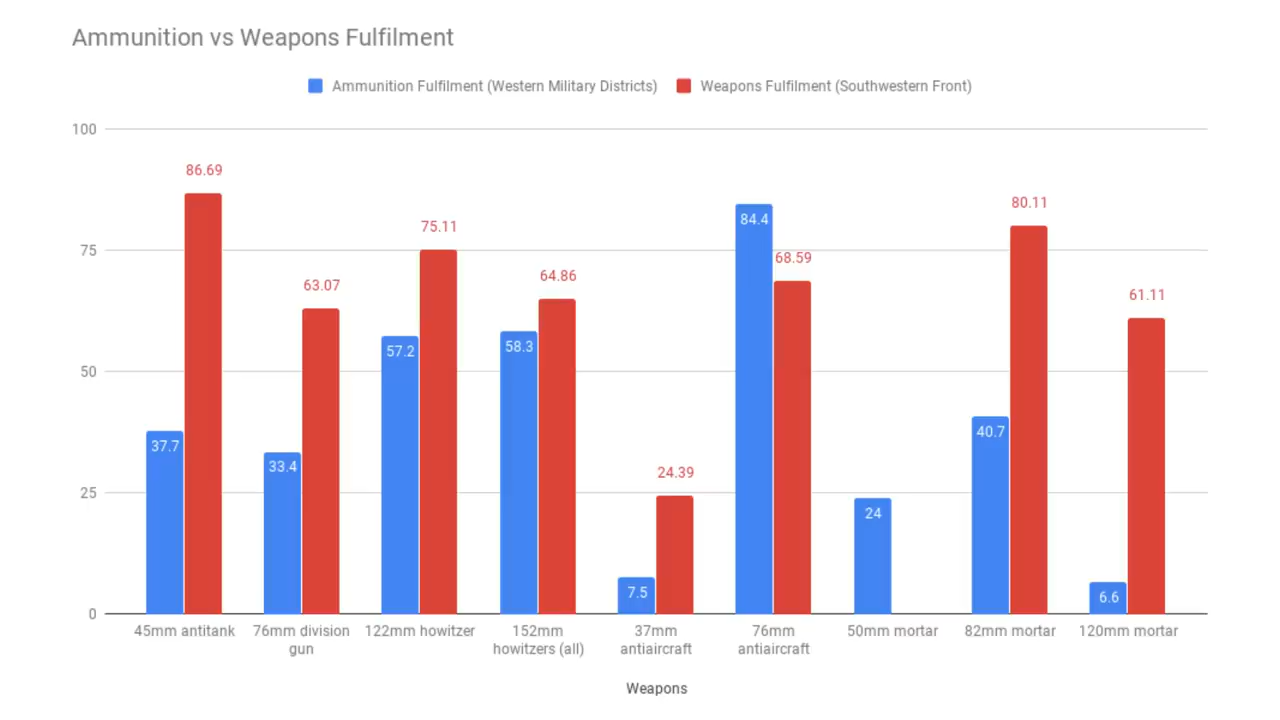 Ammunition vs Weapons Fulfilment
Ammunition Fulfilment (Western Military Districts) Weapons Fulfilment (Southwestern Front)
100
75
50
25
0
37.7
86.69
33.4
63.07
57.2
75.11
58.3
64.86
7.5
24.39
84.4
68.59
24
40.7
80.11
6.6
61.11
45mm antitank
76mm division
gun
122mm howitzer
152mm
howitzers (all)
37mm
antiaircraft
76mm
antiaircraft
50mm mortar
82mm mortar
120mm mortar
Weapons